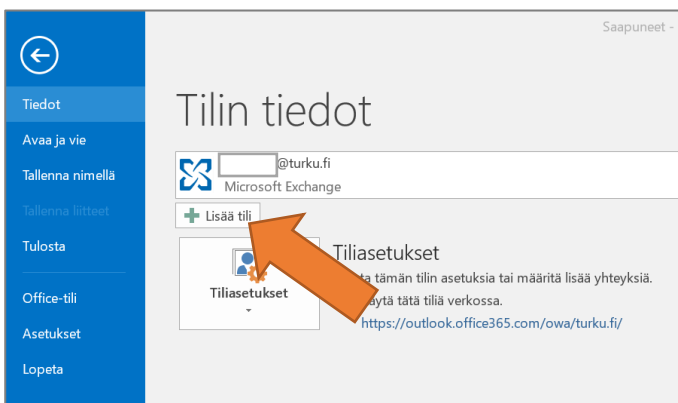 Saapuneet -
Tiedot
Avaa ja vie
Tallenna nimellä
Tallenna liitteet
Tulosta
Office-tili
Asetukset
Lopeta
Tilin tiedot
@turku.fi
Microsoft Exchange
Lisää tili
Tiliasetukset
Tiliasetukset
tämän tilin asetuksia tai määritä lisää yhteyksiä.
tätä tiliä verkossa.
https://outlook.office365.com/owa/turku.fi/